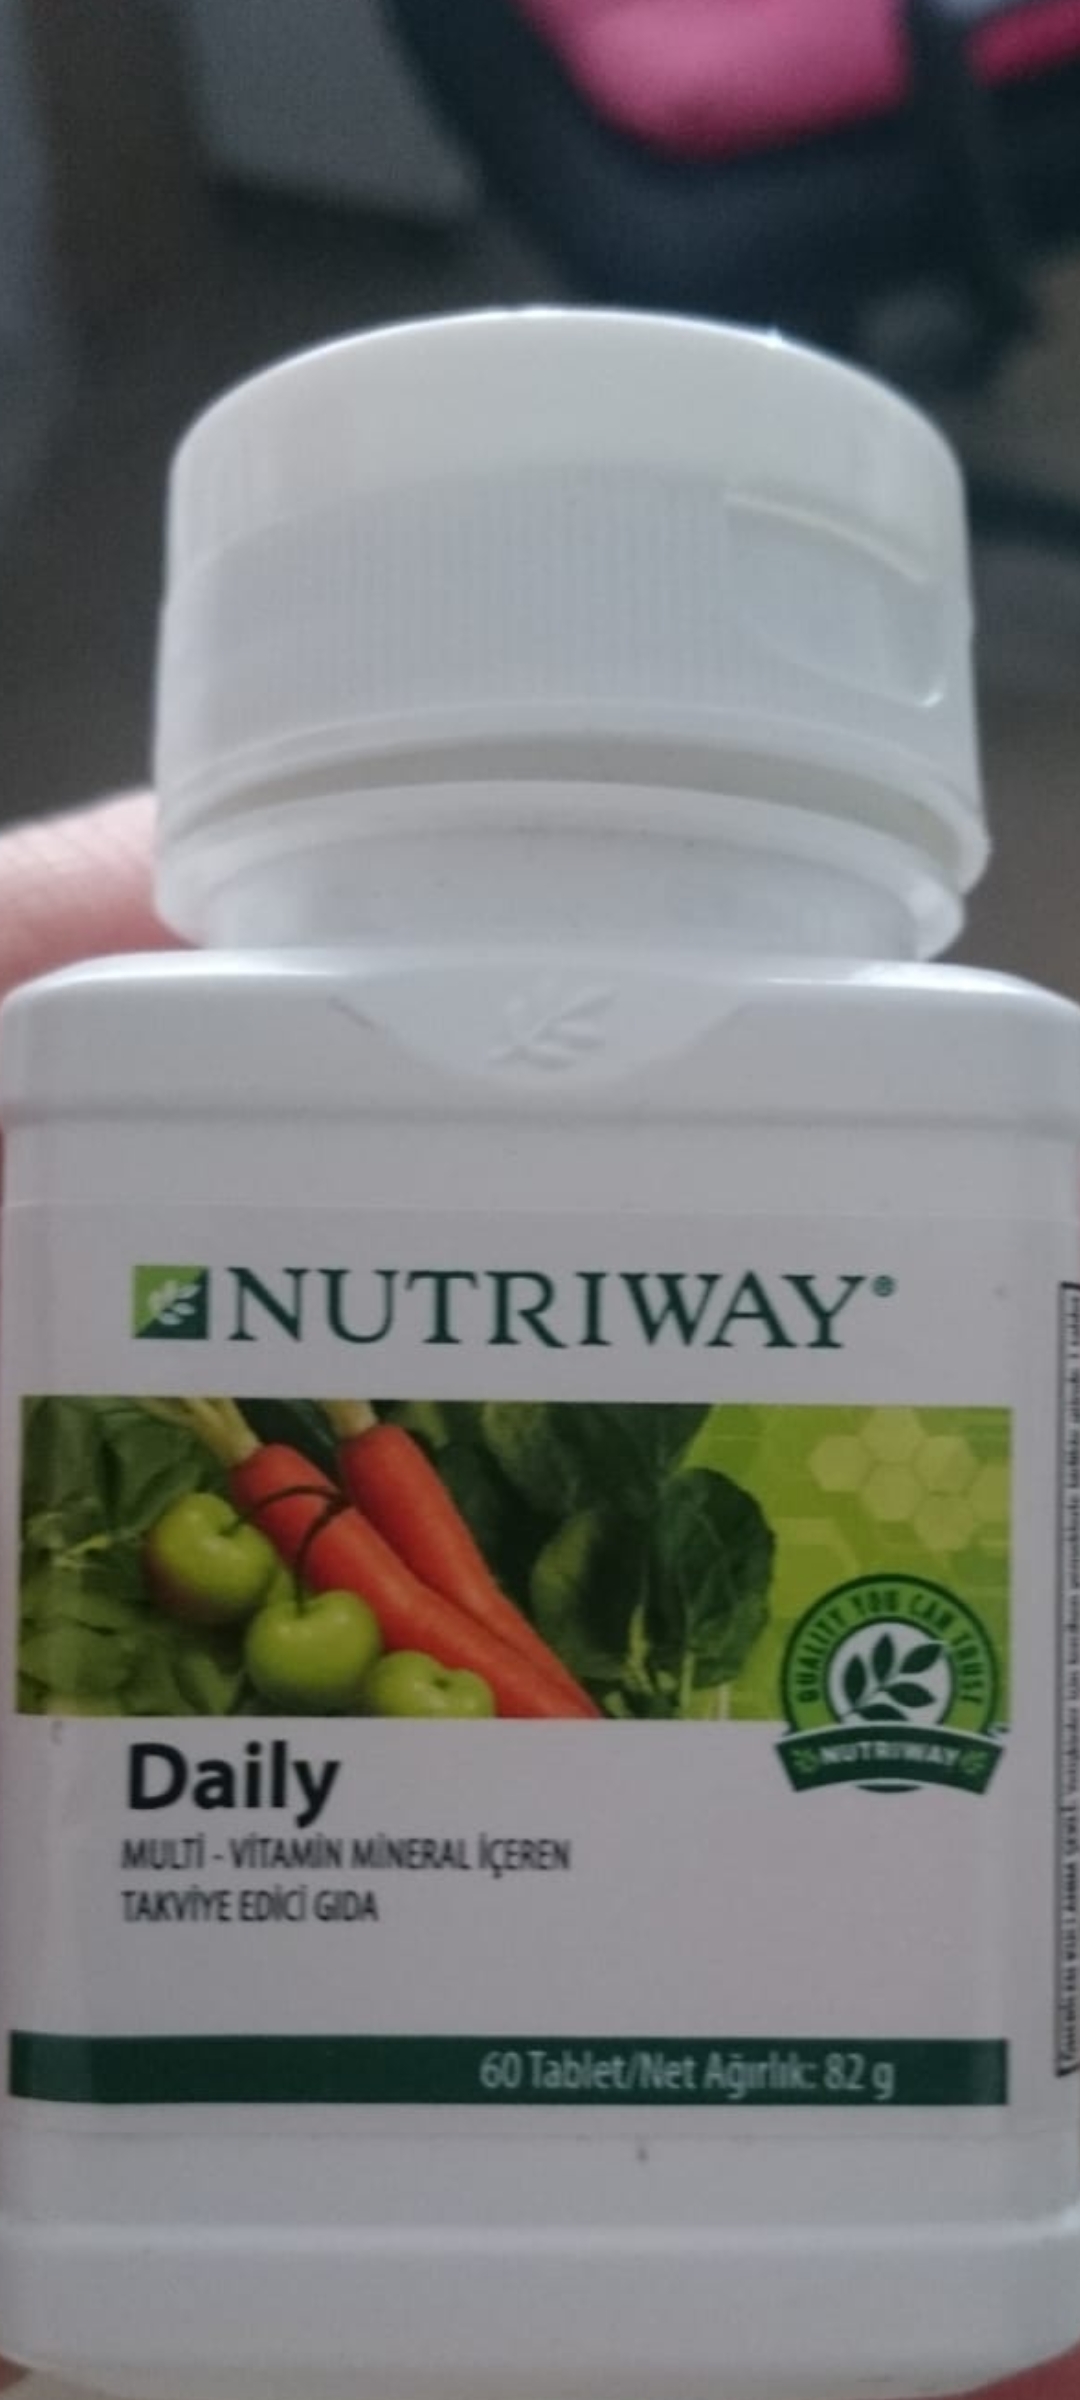 NUTRIWAY®
QUALITY YOU CAN TRUST
NUTRIWAY
Daily
MULTİ - VİTAMİN MİNERAL İÇEREN
TAKVİYE EDİCİ GIDA
60 Tablet/Net Ağırlık: 82 g